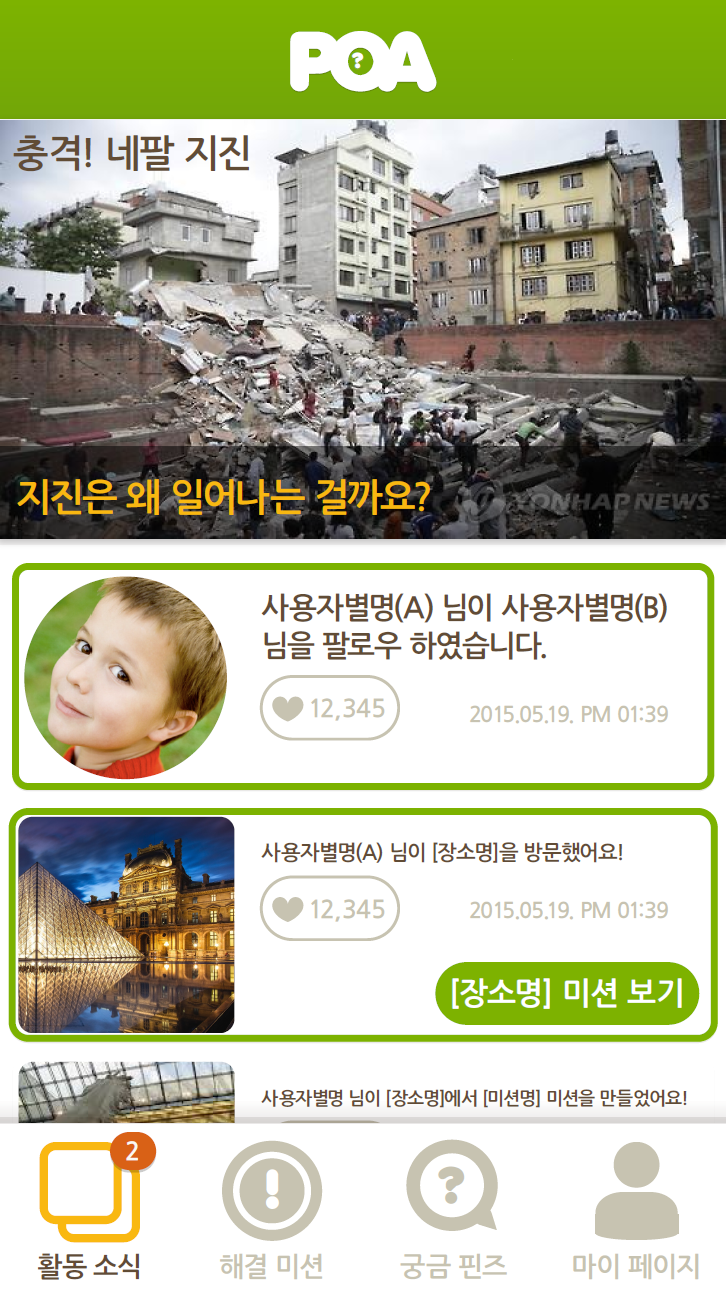 POA
충격! 네팔 지진
지진은 왜 일어나는 걸까요?
YONHAP NEWS
사용자별명(A) 님이 사용자별명(B)
님을 팔로우 하였습니다.
12,345
2015.05.19. PM 01:39
사용자별명(A) 님이 [장소명]을 방문했어요!
12,345
2015.05.19. PM 01:39
[장소명] 미션 보기
사용자별명 님이 [장소명]에서 [미션명] 미션을 만들었어요!
2
활동 소식
해결 미션
궁금 핀즈
마이 페이지